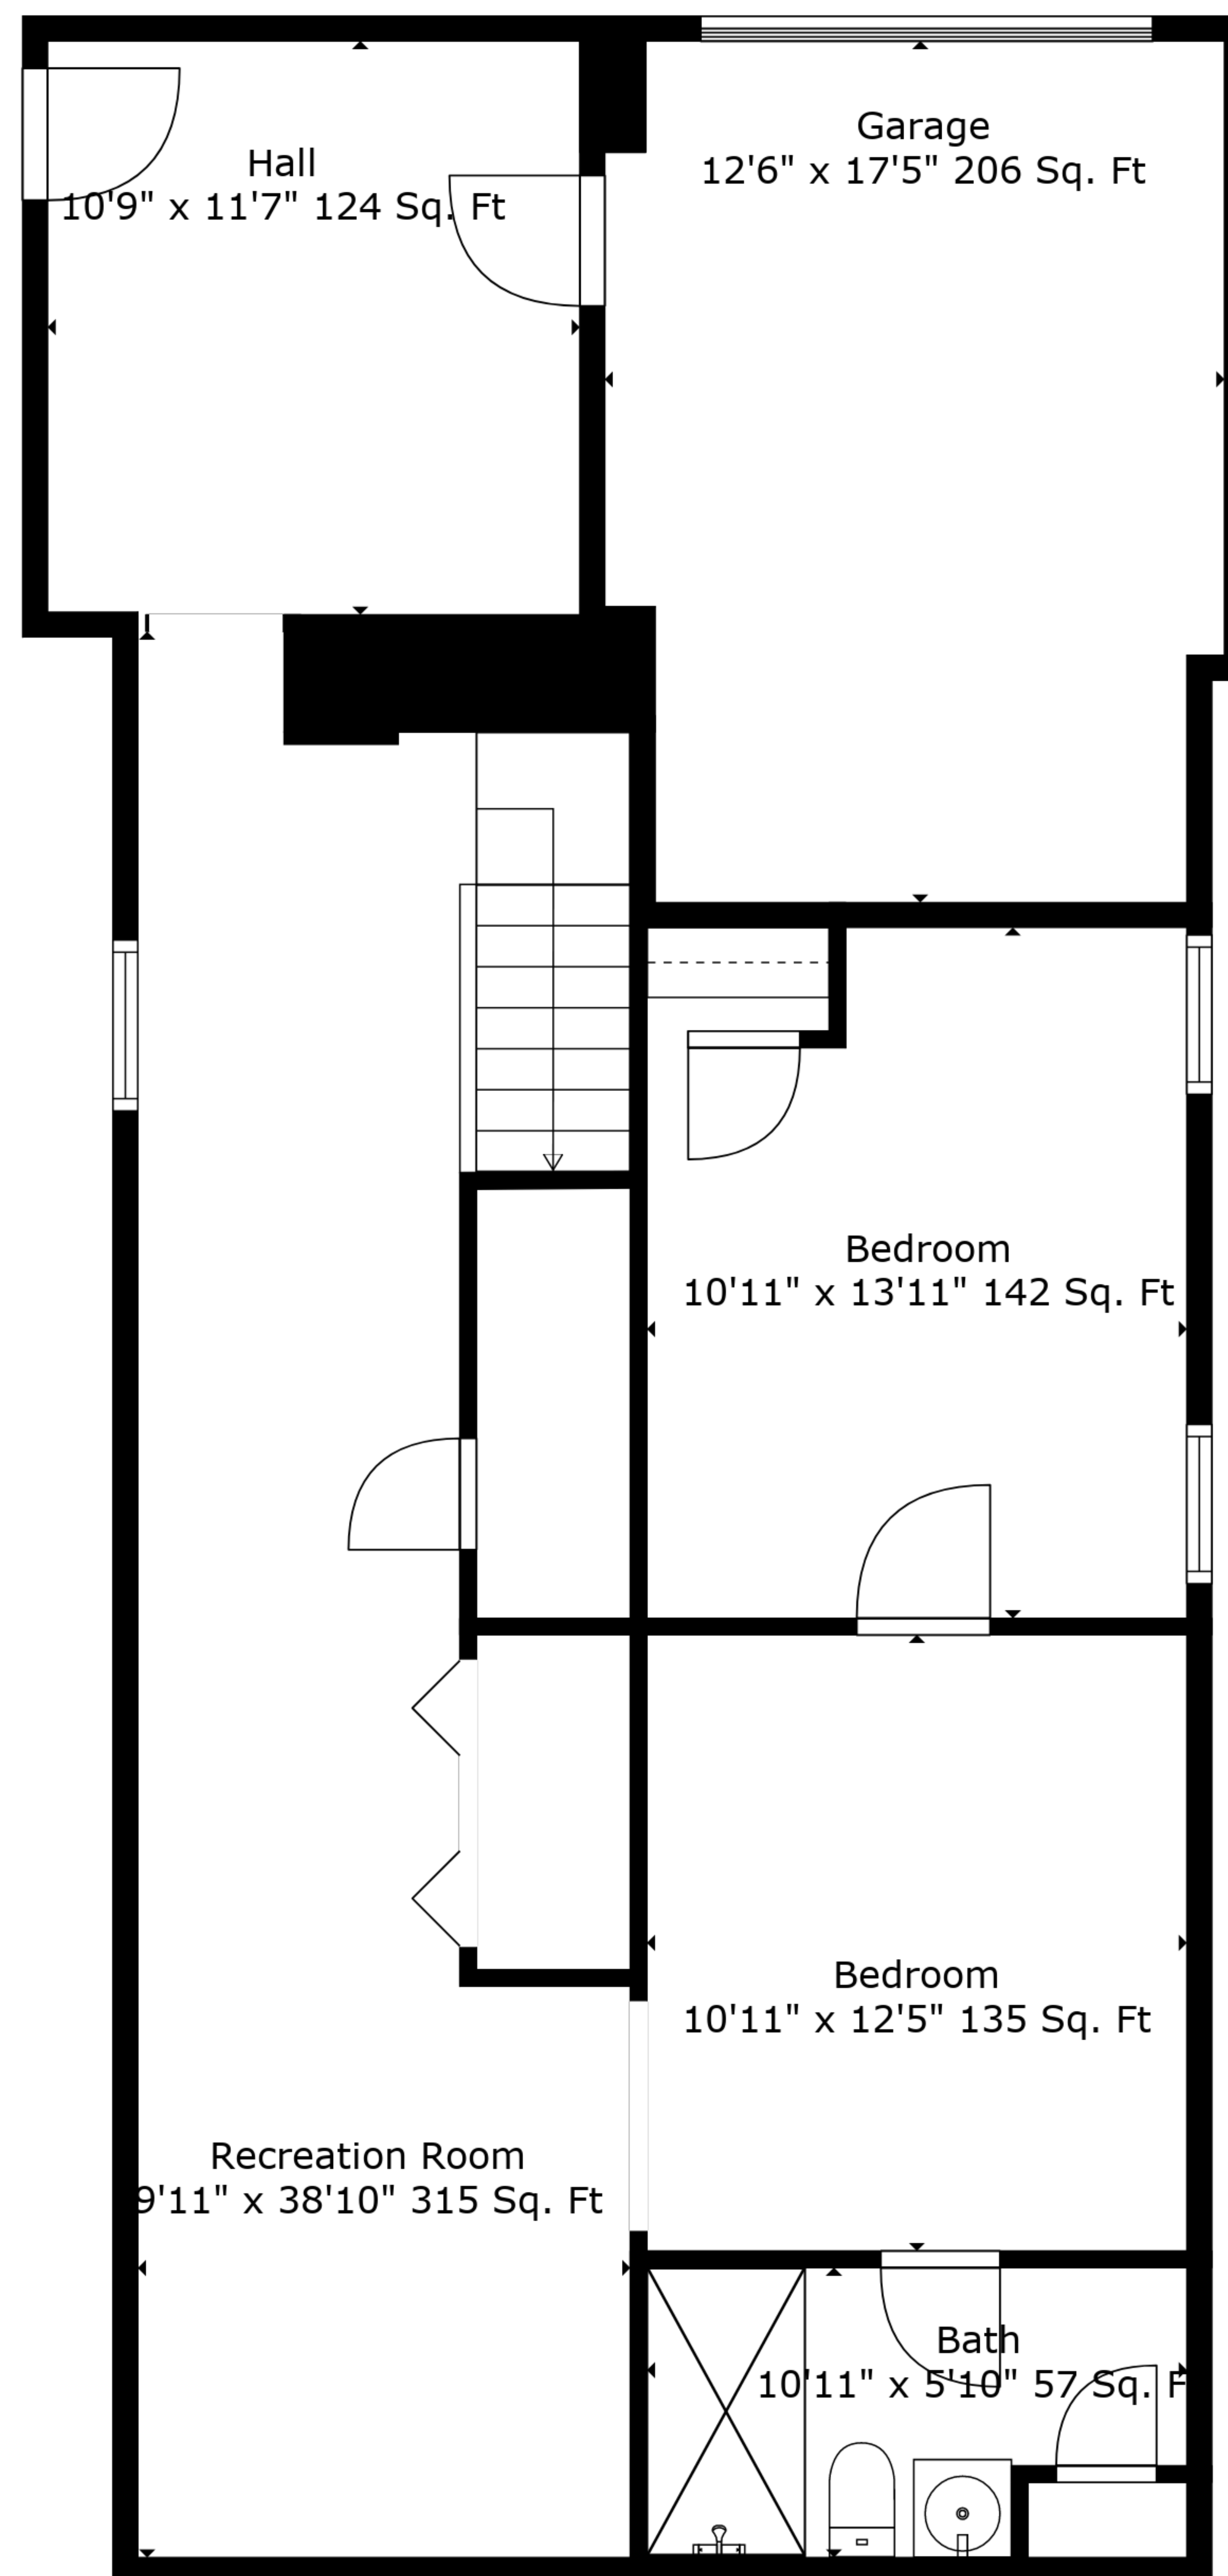 Garage
12'6" x 17'5" 206 Sq. Ft
Hall
10'9" x 11'7" 124 Sq. Ft
Bedroom
10'11" x 13'11" 142 Sq. Ft
Bedroom
10'11" x 12'5" 135 Sq. Ft
Recreation Room
9'11" x 38'10" 315 Sq. Ft
Bath
10'11" x 5'10" 57 Sq. F